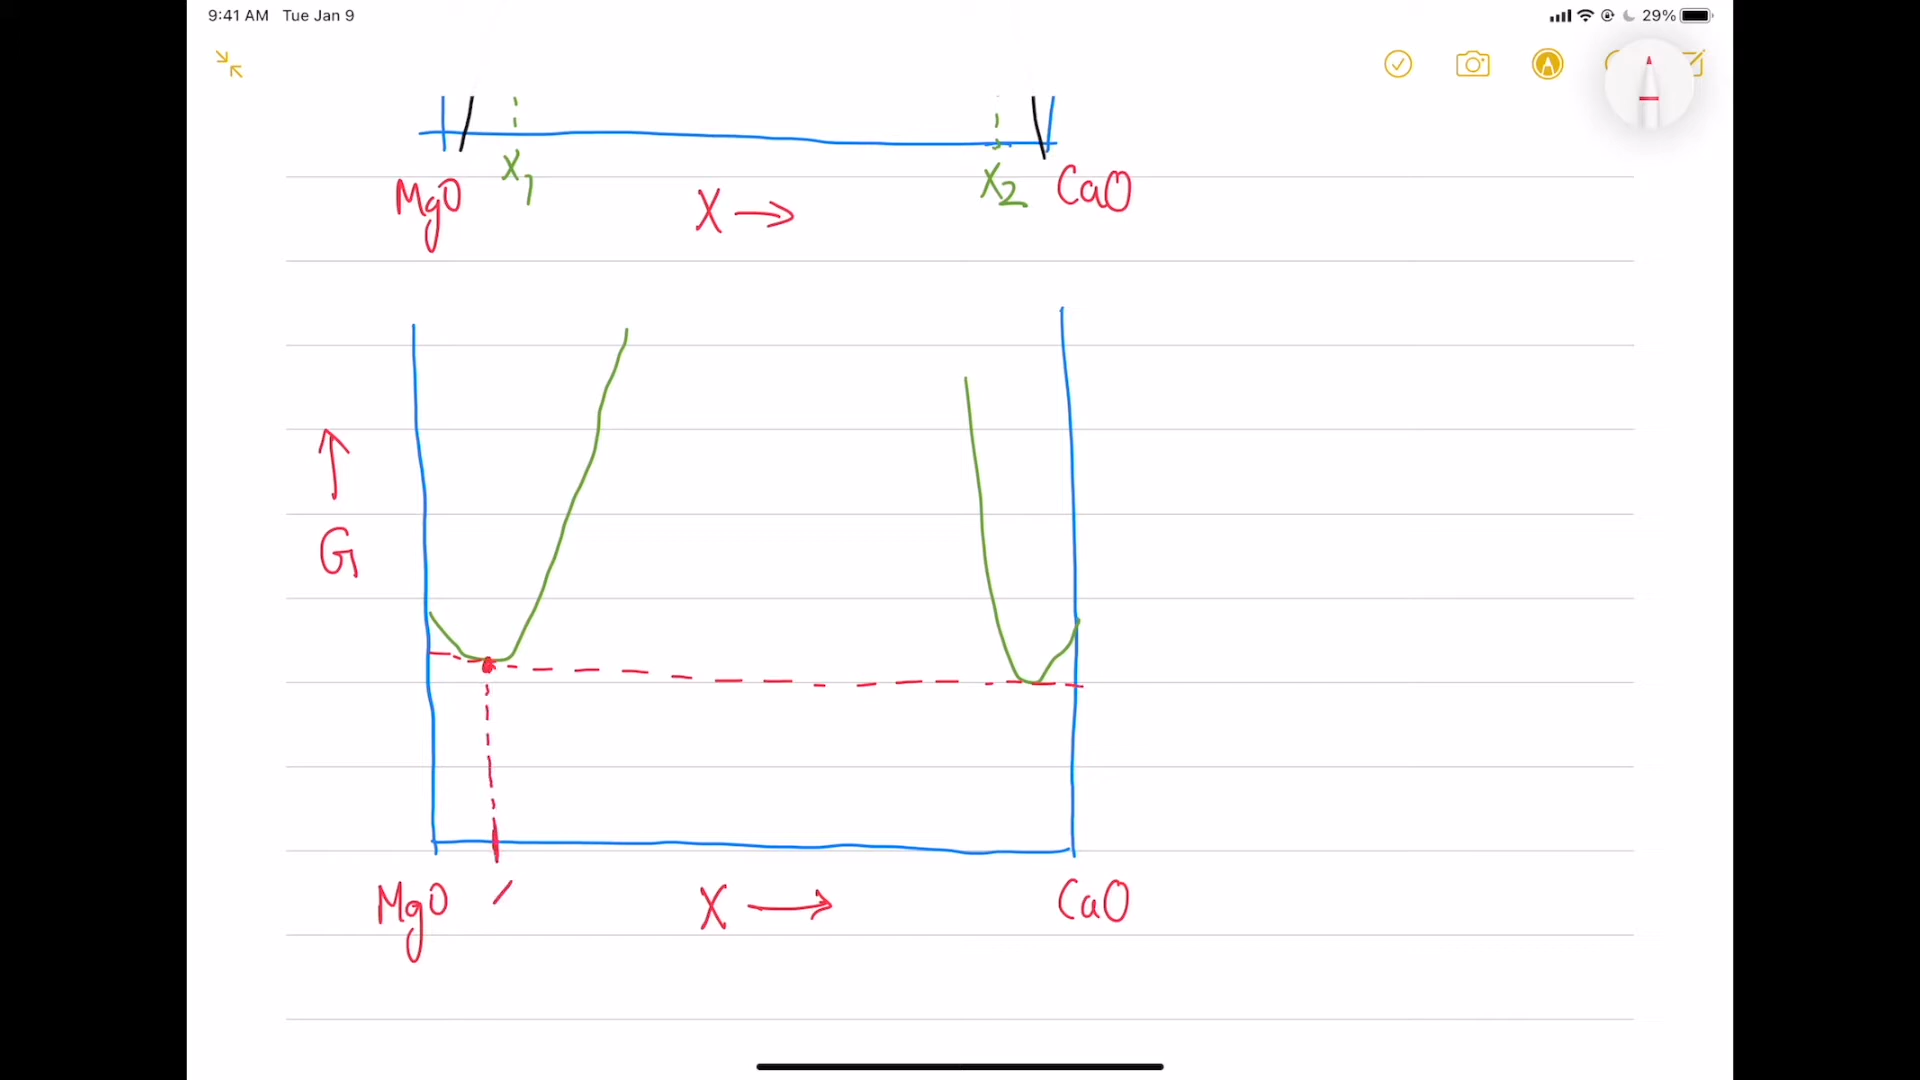 9:41 AM Tue Jan 9
29%
X1
X2
MgO
X →
CaO
↑
G
MgO
X →
CaO